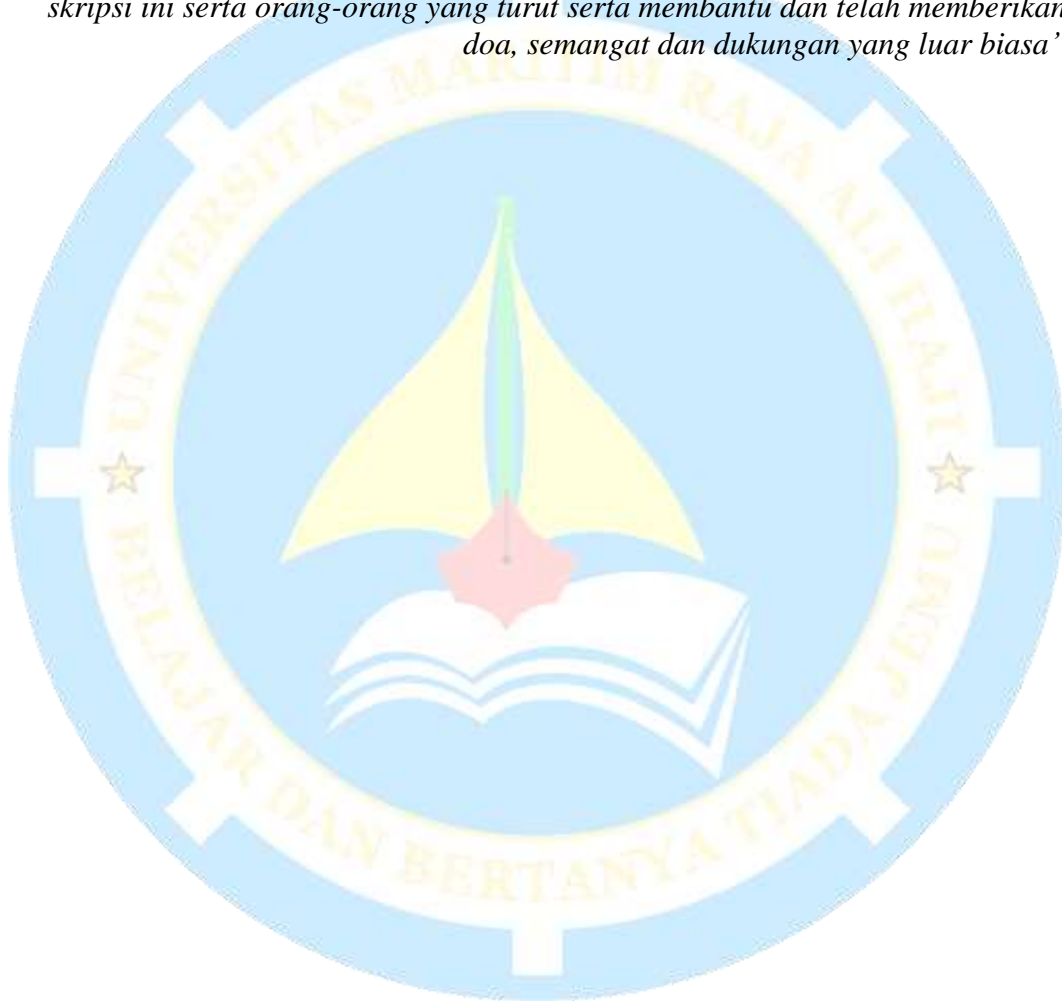 skripsi ini serta orang-orang yang turut serta membantu dan telah memberikan
doa, semangat dan dukungan yang luar biasa’
UNIVERSITAS MARITIM RAJA ALI HAJI
BELAJAR DAN BERTANYA TIADA JEMU